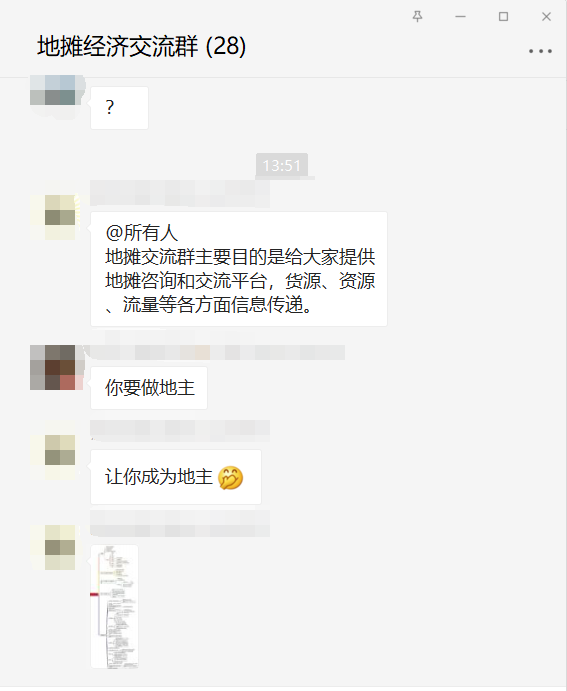 地摊经济交流群 (28)
?
13:51
@所有人
地摊交流群主要目的是给大家提供
地摊咨询和交流平台，货源、资源
、流量等各方面信息传递。
你要做地主
让你成为地主🤭